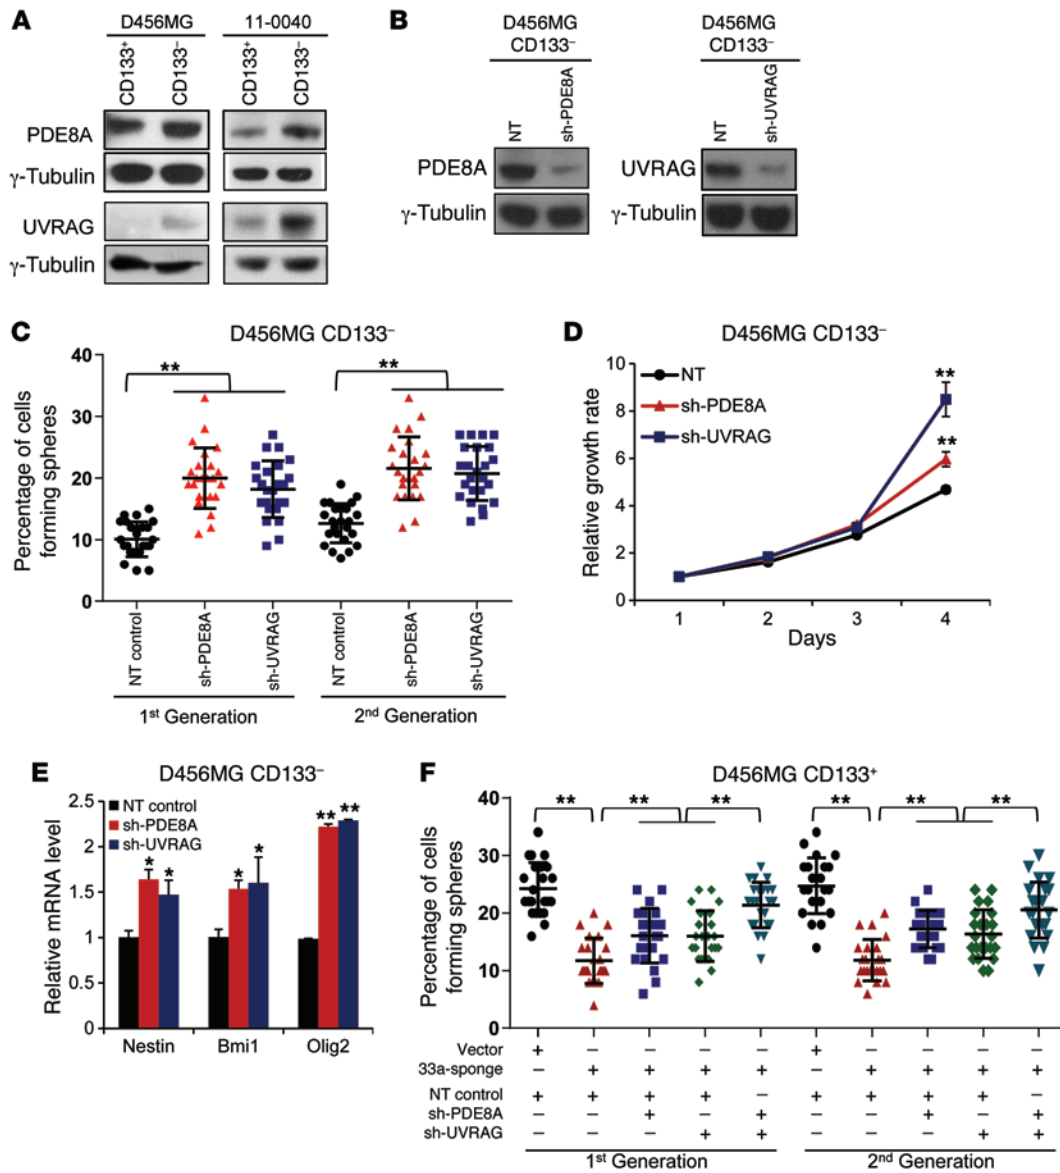 A
D456MG 11-0040
CD133+ CD133− CD133+ CD133−
PDE8A
γ-Tubulin
UVRAG
γ-Tubulin
B
D456MG CD133− D456MG CD133−
NT sh-PDE8A NT sh-UVRAG
PDE8A UVRAG
γ-Tubulin γ-Tubulin
C
D456MG CD133−
Percentage of cells
forming spheres
40
30
20
10
0
** **
NT control sh-PDE8A sh-UVRAG NT control sh-PDE8A sh-UVRAG
1st Generation 2nd Generation
D
D456MG CD133−
Relative growth rate
10
8
6
4
2
0
NT
sh-PDE8A
sh-UVRAG
**
**
1 2 3 4
Days
E
D456MG CD133−
Relative mRNA level
2.5
2
1.5
1
0.5
0
NT control
sh-PDE8A
sh-UVRAG
* * * * ** **
Nestin Bmi1 Olig2
F
D456MG CD133+
Percentage of cells
forming spheres
40
30
20
10
0
** ** ** ** ** **
Vector + − − − − + − − − −
33a-sponge − + + + + − + + + +
NT control + + + + − + + + + −
sh-PDE8A − − + − + − − + − +
sh-UVRAG − − − + + − − − + +
1st Generation 2nd Generation